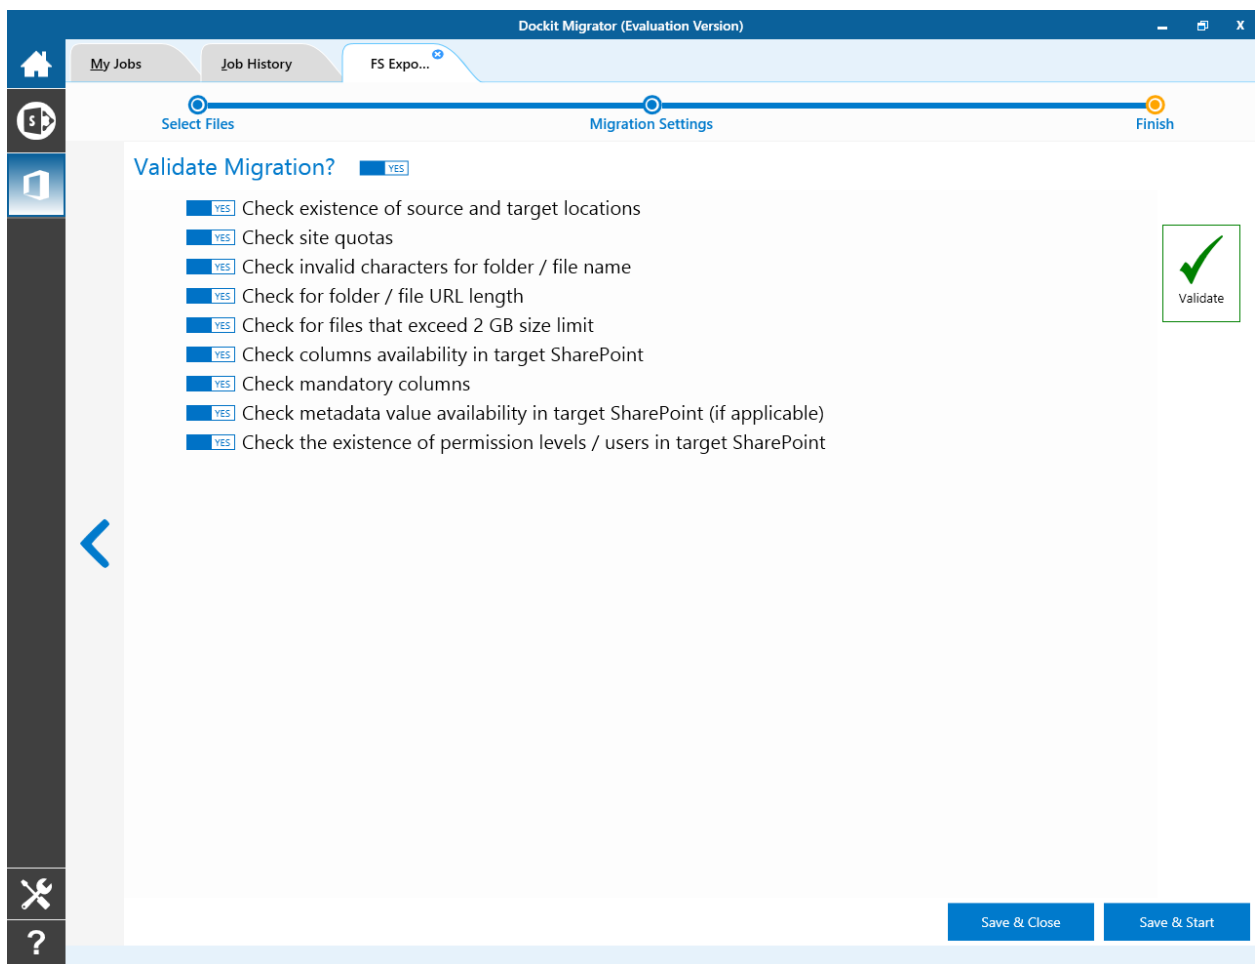 Dockit Migrator (Evaluation Version)
X
My Jobs
Job History
FS Expo...
S
Select Files
Migration Settings
Finish
Validate Migration?
YES
YES Check existence of source and target locations
YES Check site quotas
YES Check invalid characters for folder / file name
YES Check for folder / file URL length
YES Check for files that exceed 2 GB size limit
YES Check columns availability in target SharePoint
YES Check mandatory columns
YES Check metadata value availability in target SharePoint (if applicable)
YES Check the existence of permission levels / users in target SharePoint
Validate
Save & Close
Save & Start
?